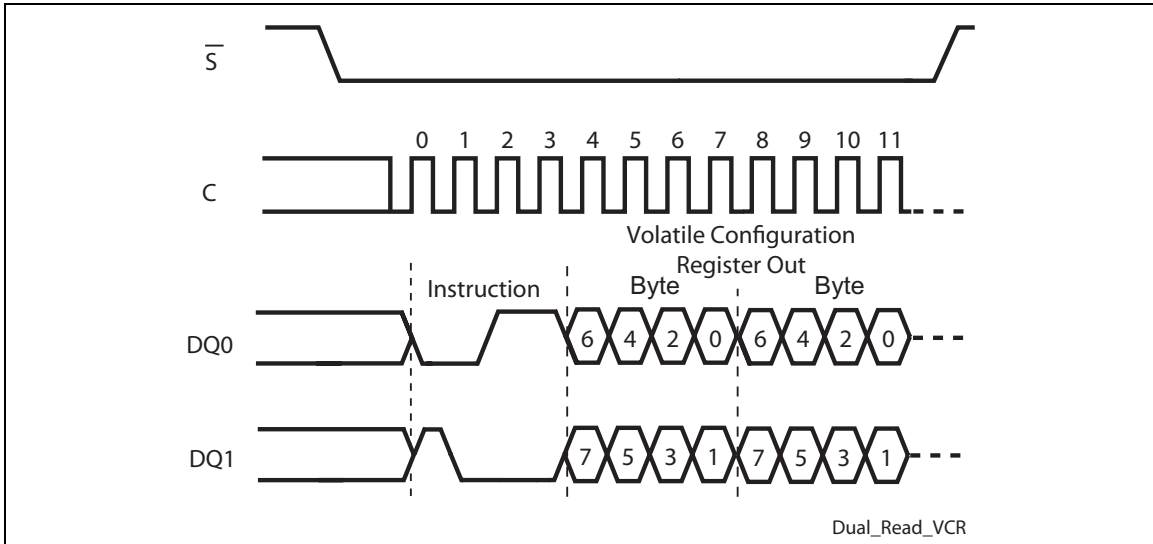 S
0 1 2 3 4 5 6 7 8 9 10 11
C
Volatile Configuration
Register Out
Instruction Byte Byte
DQ0 6 4 2 0 6 4 2 0
DQ1 7 5 3 1 7 5 3 1
Dual_Read_VCR